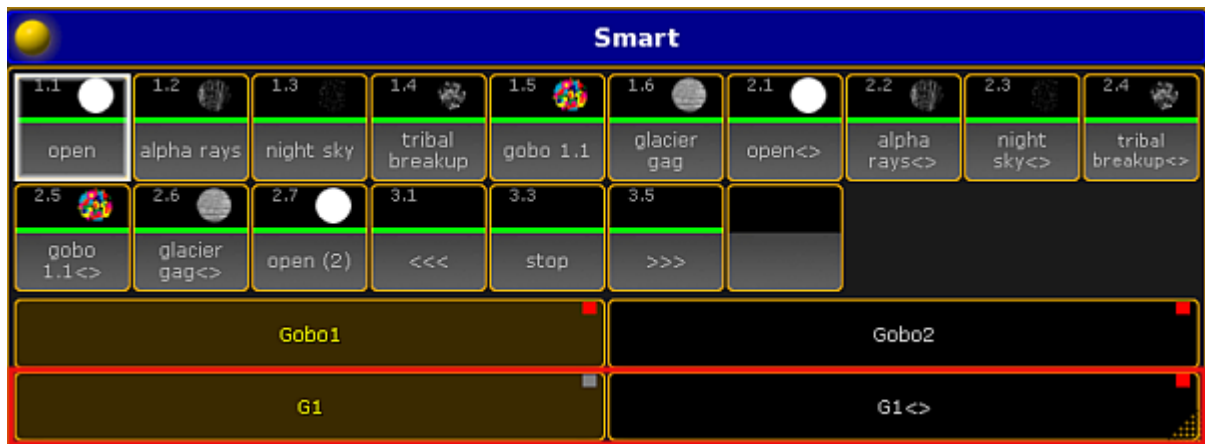 Smart
1.1 1.2 1.3 1.4 1.5 1.6 2.1 2.2 2.3 2.4
open alpha rays night sky tribal breakup gobo 1.1 glacier gag open<> alpha rays<> night sky<> tribal breakup<>
2.5 2.6 2.7 3.1 3.3 3.5
gobo 1.1<> glacier gag<> open (2) <<< stop >>>
Gobo1 Gobo2
G1 G1<>